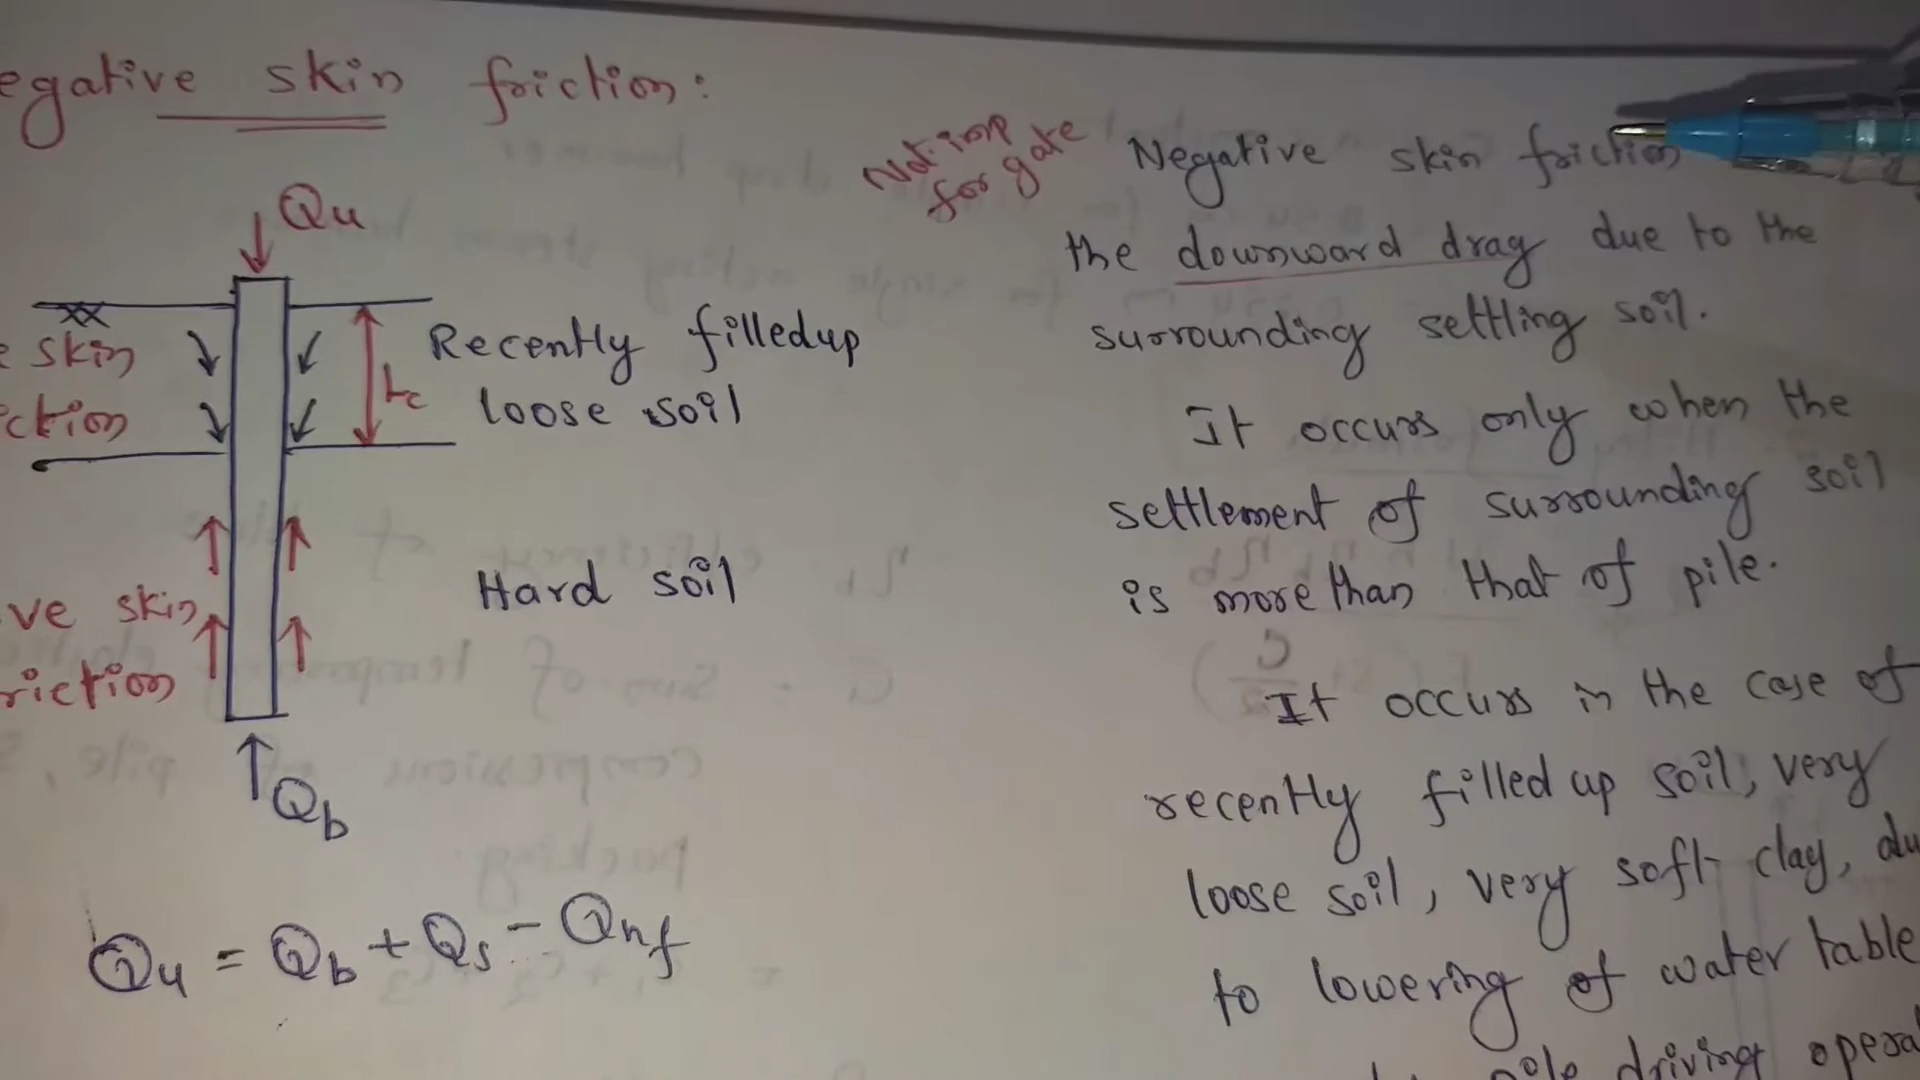 egative skin friction:
Not imp
for gate
Qu
skin
ction
Lc
Recently filledup
loose soil
Hard soil
ve skin
riction
Qb
Qu = Qb + Qs - Qnf
Negative skin friction
the downward drag due to the
surrounding settling soil.
It occurs only when the
settlement of surrounding soil
is more than that of pile.
It occurs in the case of
recently filled up soil, very
loose soil, very soft clay, du
to lowering of water table
driving opera